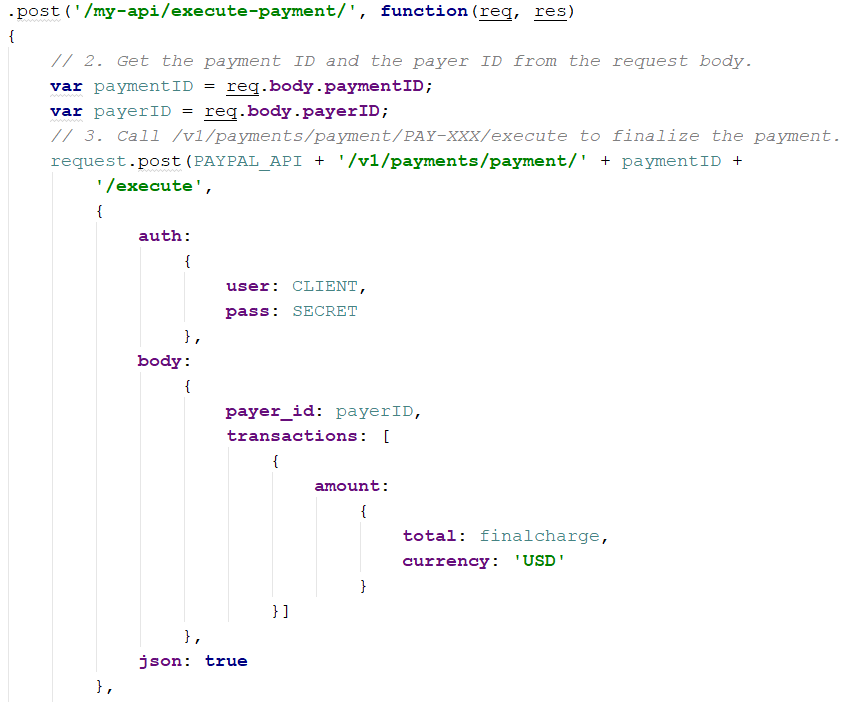 .post('/my-api/execute-payment/', function(req, res)
{
// 2. Get the payment ID and the payer ID from the request body.
var paymentID = req.body.paymentID;
var payerID = req.body.payerID;
// 3. Call /v1/payments/payment/PAY-XXX/execute to finalize the payment.
request.post(PAYPAL_API + '/v1/payments/payment/' + paymentID +
'/execute',
{
auth:
{
user: CLIENT,
pass: SECRET
},
body:
{
payer_id: payerID,
transactions: [
{
amount:
{
total: finalcharge,
currency: 'USD'
}
}]
},
json: true
},